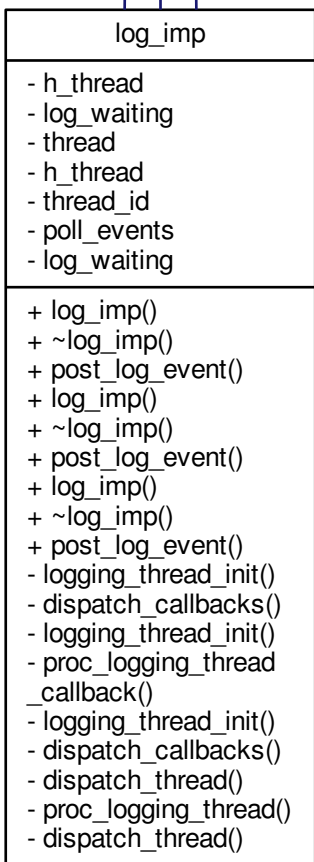 log_imp
- h_thread
- log_waiting
- thread
- h_thread
- thread_id
- poll_events
- log_waiting
+ log_imp()
+ ~log_imp()
+ post_log_event()
+ log_imp()
+ ~log_imp()
+ post_log_event()
+ log_imp()
+ ~log_imp()
+ post_log_event()
- logging_thread_init()
- dispatch_callbacks()
- logging_thread_init()
- proc_logging_thread
_callback()
- logging_thread_init()
- dispatch_callbacks()
- dispatch_thread()
- proc_logging_thread()
- dispatch_thread()